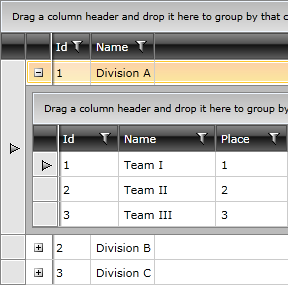 Drag a column header and drop it here to group by that c
Id Name
1 Division A
Drag a column header and drop it here to group by
Id Name Place
1 Team I 1
2 Team II 2
3 Team III 3
2 Division B
3 Division C